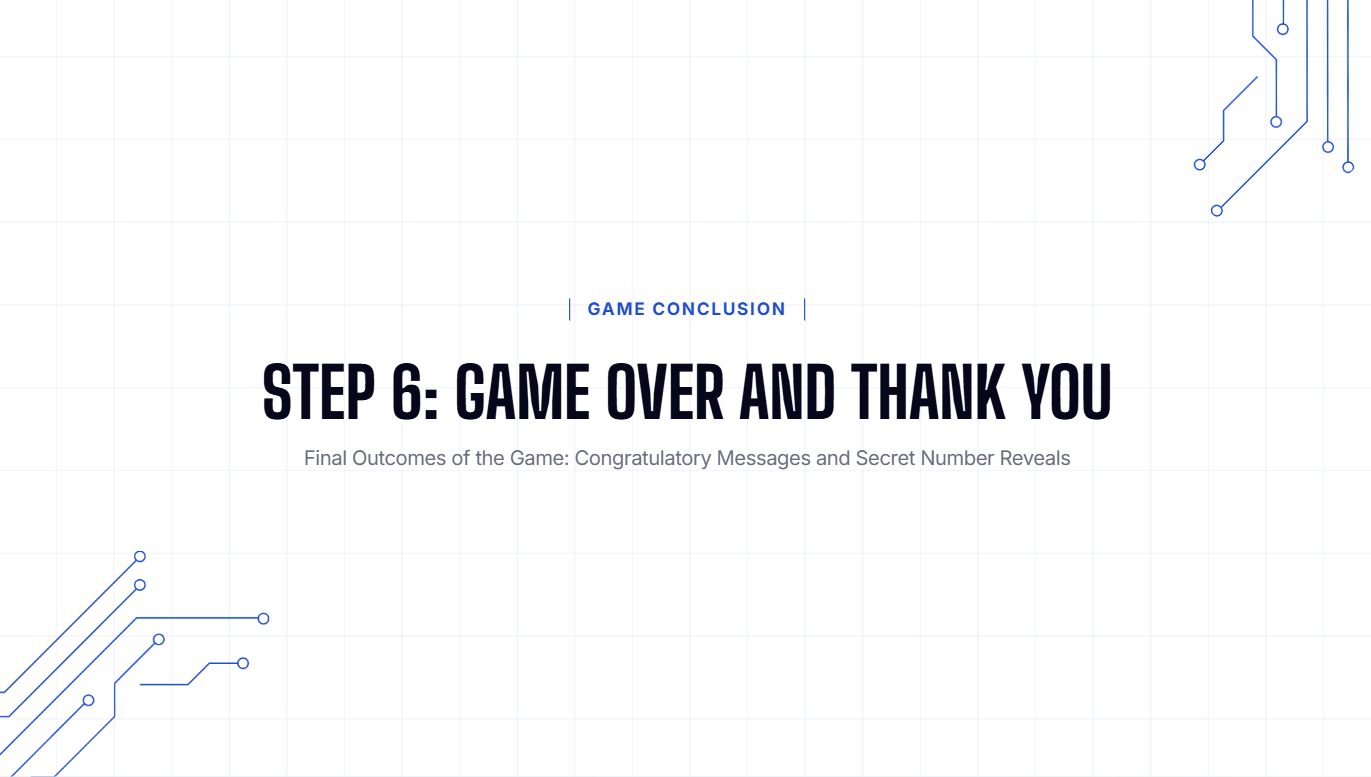 GAME CONCLUSION
STEP 6: GAME OVER AND THANK YOU
Final Outcomes of the Game: Congratulatory Messages and Secret Number Reveals